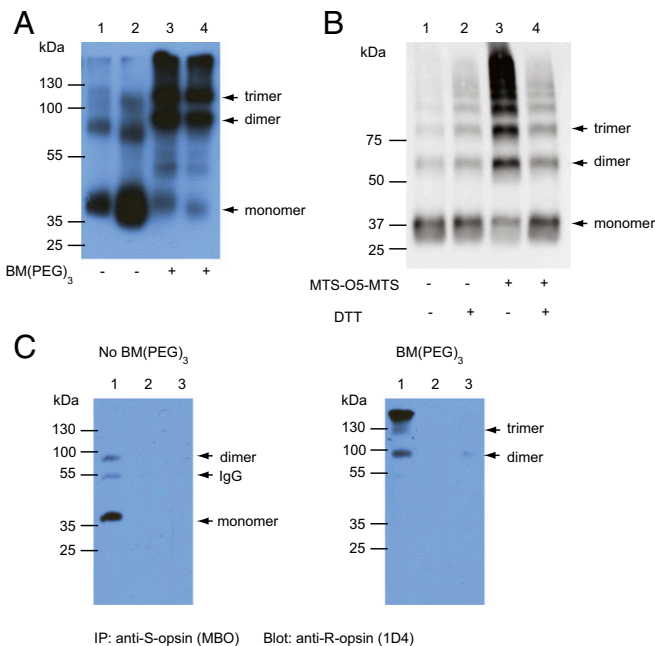 A
1 2 3 4
kDa
130
100
55
35
25
trimer
dimer
monomer
BM(PEG)3 - - + +
B
1 2 3 4
kDa
75
50
37
25
trimer
dimer
monomer
MTS-O5-MTS - - + +
DTT - + - +
C
No BM(PEG)3
1 2 3
kDa
130
100
55
35
25
dimer
IgG
monomer
BM(PEG)3
1 2 3
kDa
130
100
55
35
25
trimer
dimer
IP: anti-S-opsin (MBO) Blot: anti-R-opsin (1D4)